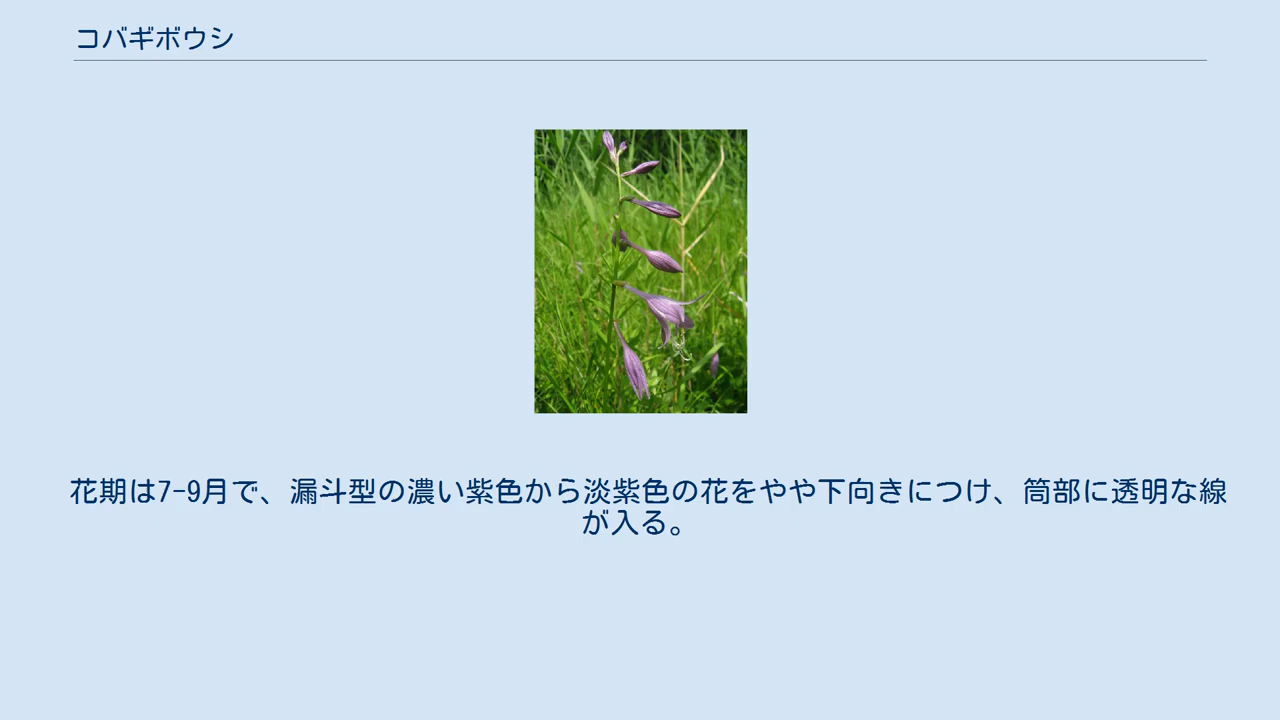 コバギボウシ
花期は7-9月で、漏斗型の濃い紫色から淡紫色の花をやや下向きにつけ、筒部に透明な線
が入る。